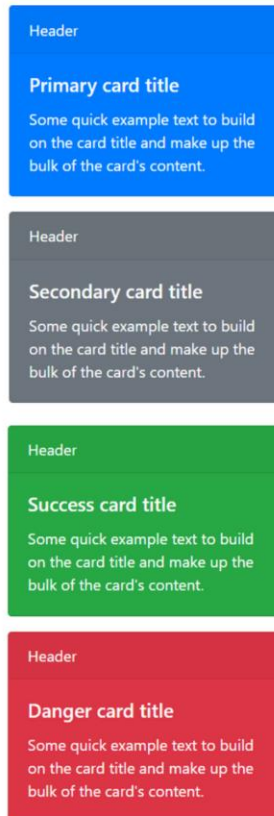 Header
Primary card title
Some quick example text to build
on the card title and make up the
bulk of the card's content.
Header
Secondary card title
Some quick example text to build
on the card title and make up the
bulk of the card's content.
Header
Success card title
Some quick example text to build
on the card title and make up the
bulk of the card's content.
Header
Danger card title
Some quick example text to build
on the card title and make up the
bulk of the card's content.